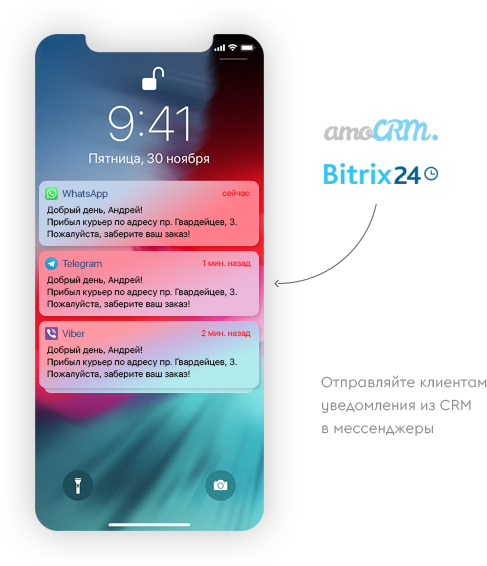 9:41
Пятница, 30 ноября
WhatsApp сейчас
Добрый день, Андрей!
Прибыл курьер по адресу пр. Гвардейцев, 3.
Пожалуйста, заберите ваш заказ!
Telegram 1 мин. назад
Добрый день, Андрей!
Прибыл курьер по адресу пр. Гвардейцев, 3.
Пожалуйста, заберите ваш заказ!
Viber 2 мин. назад
Добрый день, Андрей!
Прибыл курьер по адресу пр. Гвардейцев, 3.
Пожалуйста, заберите ваш заказ!
amoCRM.
Bitrix24
Отправляйте клиентам
уведомления из CRM
в мессенджеры